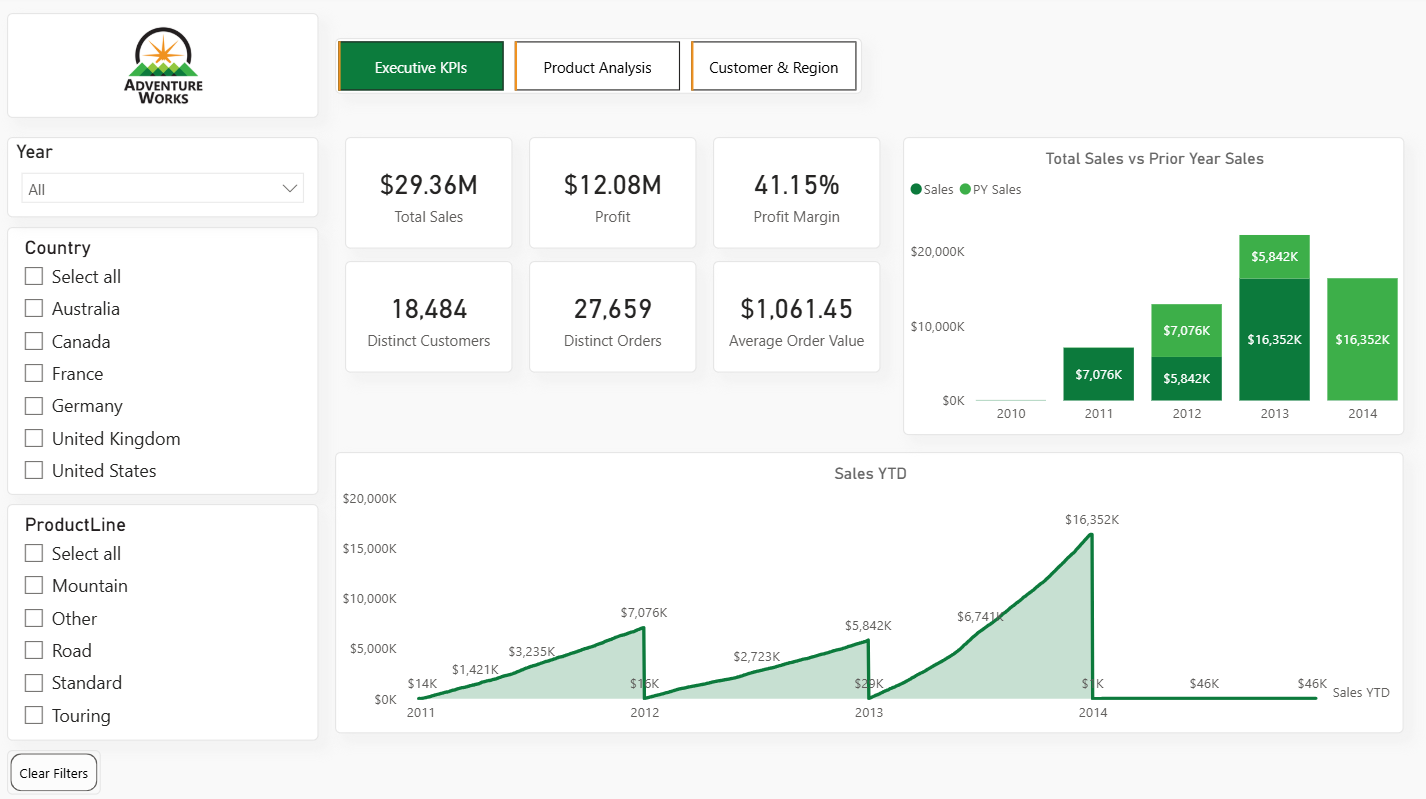 ADVENTURE
WORKS
Executive KPIs
Product Analysis
Customer & Region
Year
All
Country
Select all
Australia
Canada
France
Germany
United Kingdom
United States
ProductLine
Select all
Mountain
Other
Road
Standard
Touring
Clear Filters
$29.36M
Total Sales
$12.08M
Profit
41.15%
Profit Margin
18,484
Distinct Customers
27,659
Distinct Orders
$1,061.45
Average Order Value
Total Sales vs Prior Year Sales
Sales PY Sales
$20,000K
$10,000K
$0K
$7,076K
$7,076K
$5,842K
$5,842K
$16,352K
$16,352K
2010 2011 2012 2013 2014
Sales YTD
$20,000K
$15,000K
$10,000K
$5,000K
$0K
$14K
$1,421K
$3,235K
$7,076K
$16K
$2,723K
$5,842K
$29K
$6,741K
$16,352K
$1K
$46K
$46K
Sales YTD
2011 2012 2013 2014